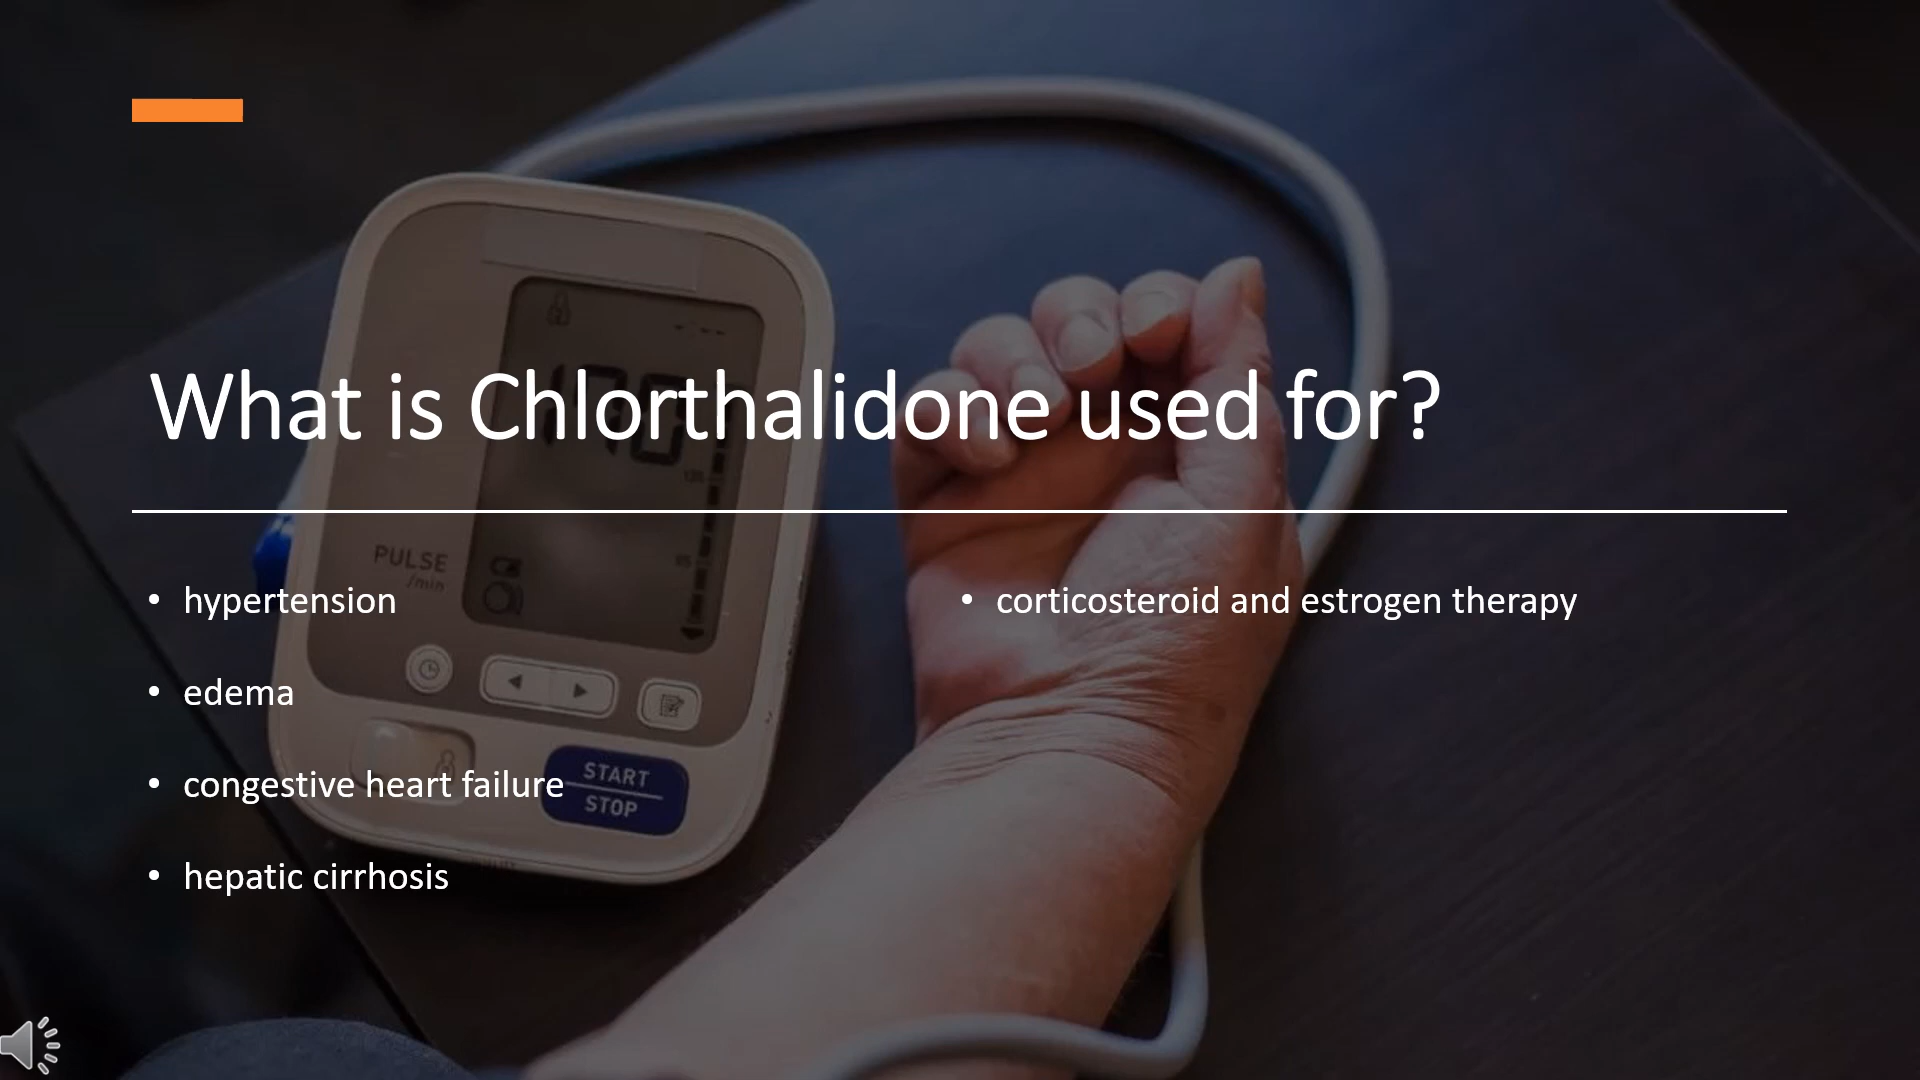 What is Chlorthalidone used for?
• hypertension
• edema
• congestive heart failure
• hepatic cirrhosis
• corticosteroid and estrogen therapy
PULSE
/min
START
STOP